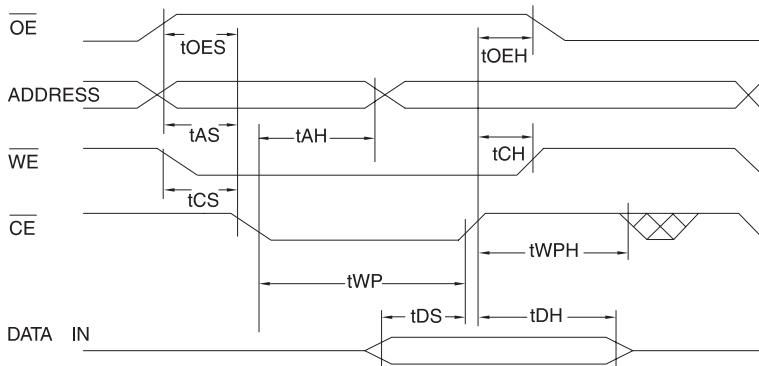 OE
tOES
tOEH
ADDRESS
tAS
tAH
tCH
WE
tCS
CE
tWPH
tWP
tDS
tDH
DATA IN